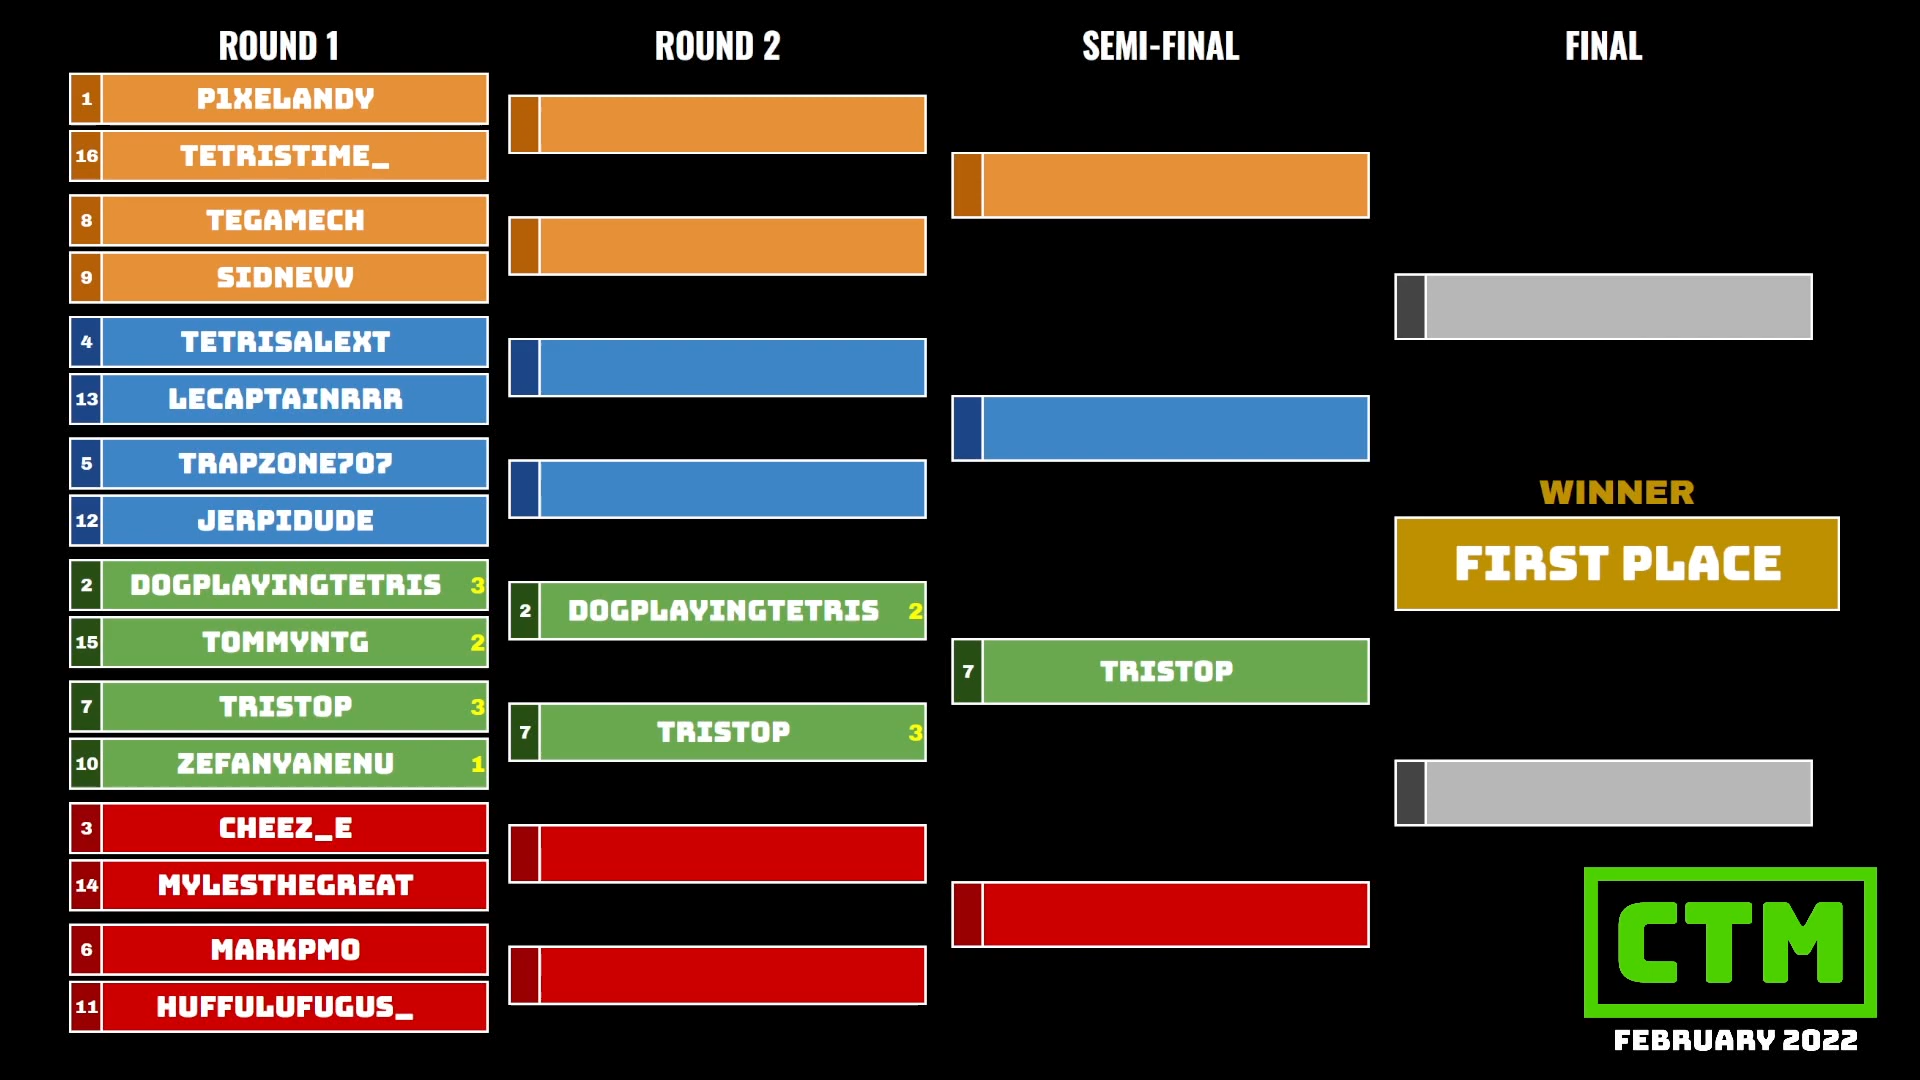 ROUND 1
ROUND 2
SEMI-FINAL
FINAL
1 P1XELANDY
16 TETRISTIME_
8 TEGAMECH
9 SIDNEVV
4 TETRISALEXT
13 LECAPTAINRRR
5 TRAPZONE707
12 JERPIDUDE
2 DOGPLAYINGTETRIS 3
15 TOMMYNTG 2
7 TRISTOP 3
10 ZEFANYANENU 1
3 CHEEZ_E
14 MYLESTHEGREAT
6 MARKPMO
11 HUFFULUFUGUS_
2 DOGPLAYINGTETRIS 2
7 TRISTOP 3
7 TRISTOP
WINNER
FIRST PLACE
CTM
FEBRUARY 2022